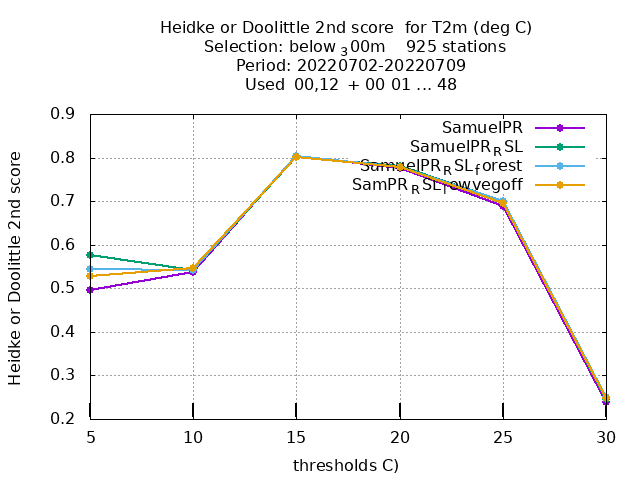 Heidke or Doolittle 2nd score  for T2m (deg C)
Selection: below ₃00m    925 stations
Period: 20220702-20220709
Used  00,12  + 00 01 ... 48
SamuelPR
SamuelPR_RSL
SamuelPR_RSL_forest
SamPR_RSL_lowvegoff
Heidke or Doolittle 2nd score
0.9
0.8
0.7
0.6
0.5
0.4
0.3
0.2
5 10 15 20 25 30
thresholds C)